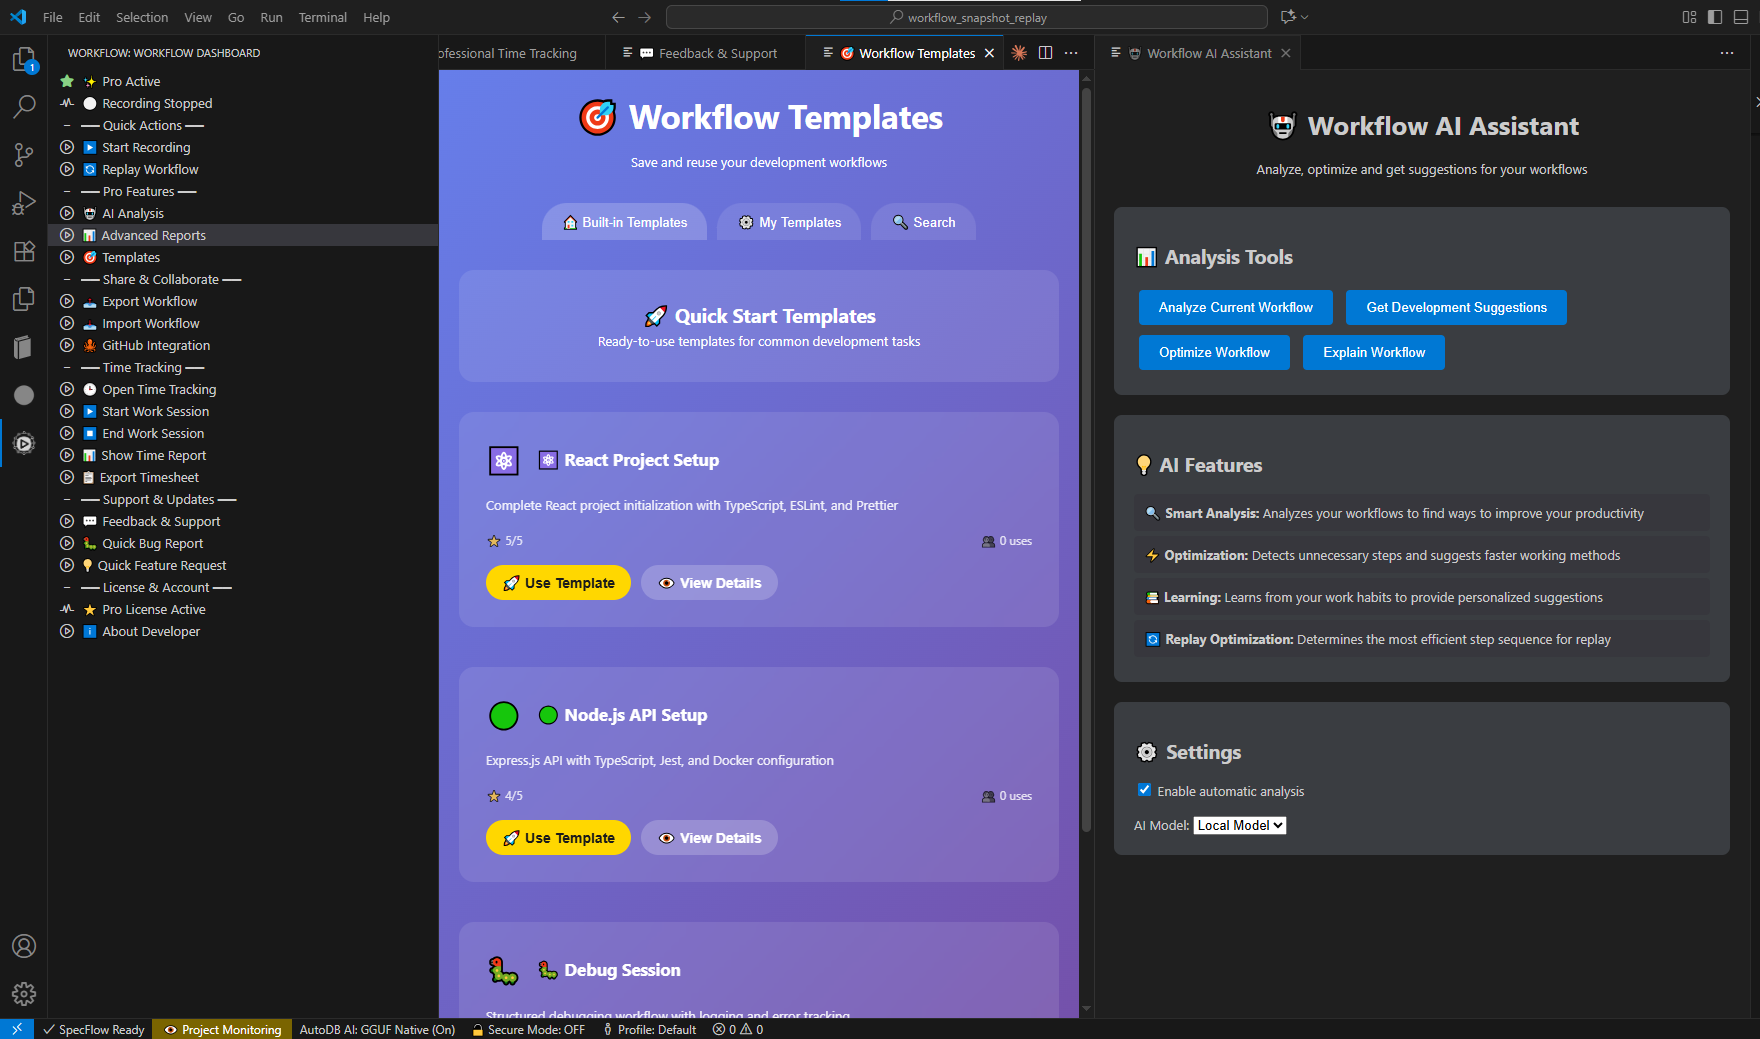 File Edit Selection View Go Run Terminal Help
workflow_snapshot_replay
1
WORKFLOW: WORKFLOW DASHBOARD
Pro Active
Recording Stopped
— Quick Actions —
Start Recording
Replay Workflow
— Pro Features —
AI Analysis
Advanced Reports
Templates
— Share & Collaborate —
Export Workflow
Import Workflow
GitHub Integration
— Time Tracking —
Open Time Tracking
Start Work Session
End Work Session
Show Time Report
Export Timesheet
— Support & Updates —
Feedback & Support
Quick Bug Report
Quick Feature Request
— License & Account —
Pro License Active
About Developer
ofessional Time Tracking
Feedback & Support
Workflow Templates
Workflow Templates
Save and reuse your development workflows
Built-in Templates
My Templates
Search
Quick Start Templates
Ready-to-use templates for common development tasks
React Project Setup
Complete React project initialization with TypeScript, ESLint, and Prettier
5/5
0 uses
Use Template
View Details
Node.js API Setup
Express.js API with TypeScript, Jest, and Docker configuration
4/5
0 uses
Use Template
View Details
Debug Session
Structured debugging workflow with logging and error tracking
Workflow AI Assistant
Workflow AI Assistant
Analyze, optimize and get suggestions for your workflows
Analysis Tools
Analyze Current Workflow
Get Development Suggestions
Optimize Workflow
Explain Workflow
AI Features
Smart Analysis: Analyzes your workflows to find ways to improve your productivity
Optimization: Detects unnecessary steps and suggests faster working methods
Learning: Learns from your work habits to provide personalized suggestions
Replay Optimization: Determines the most efficient step sequence for replay
Settings
Enable automatic analysis
AI Model: Local Model
SpecFlow Ready
Project Monitoring
AutoDB AI: GGUF Native (On)
Secure Mode: OFF
Profile: Default
0 0